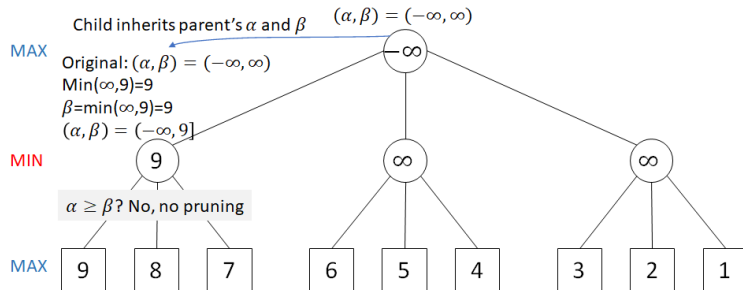 Child inherits parent's α and β
(α, β) = (−∞, ∞)
MAX
−∞
Original: (α, β) = (−∞, ∞)
Min(∞,9)=9
β=min(∞,9)=9
(α, β) = (−∞, 9]
MIN
9
∞
∞
α ≥ β? No, no pruning
MAX
9
8
7
6
5
4
3
2
1